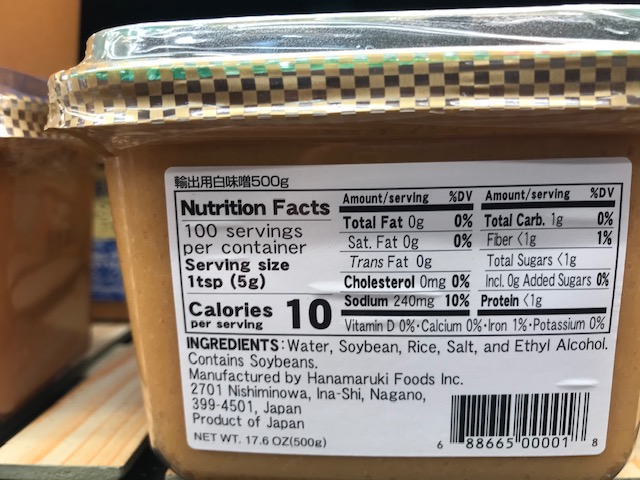 輸出用白味噌500g
Nutrition Facts
100 servings
per container
Serving size
1tsp (5g)
Calories 10
per serving
Amount/serving %DV
Total Fat 0g 0%
Sat. Fat 0g 0%
Trans Fat 0g
Cholesterol 0mg 0%
Sodium 240mg 10%
Amount/serving %DV
Total Carb. 1g 0%
Fiber <1g 1%
Total Sugars <1g
Incl. 0g Added Sugars 0%
Protein <1g
Vitamin D 0%・Calcium 0%・Iron 1%・Potassium 0%
INGREDIENTS:Water, Soybean, Rice, Salt, and Ethyl Alcohol.
Contains Soybeans.
Manufactured by Hanamaruki Foods Inc.
2701 Nishiminowa, Ina-Shi, Nagano,
399-4501, Japan
Product of Japan
NET WT. 17.6 OZ(500g)
6 88665 00001 8